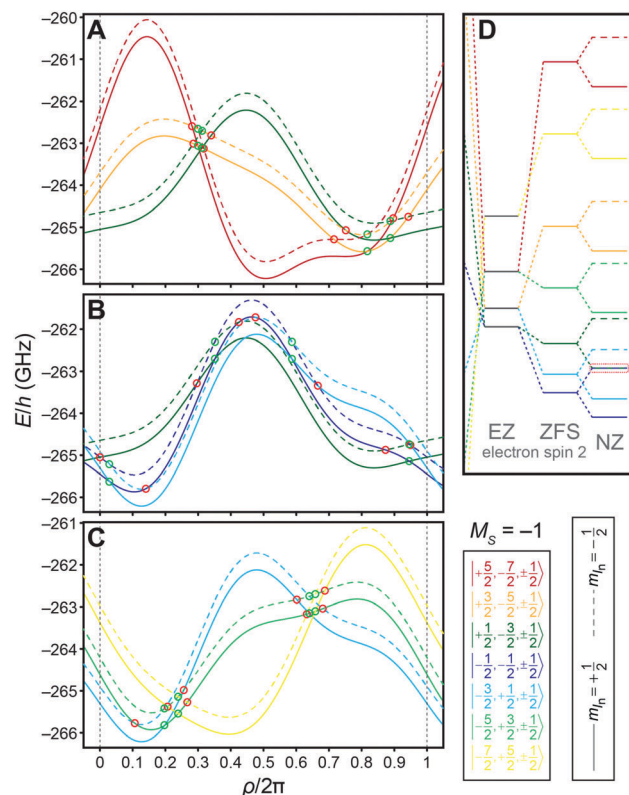 A
−260
−261
−262
−263
−264
−265
−266
B
−262
−263
−264
−265
−266
C
−261
−262
−263
−264
−265
−266
E/h (GHz)
0 0.1 0.2 0.3 0.4 0.5 0.6 0.7 0.8 0.9 1
ρ/2π
D
EZ ZFS NZ
electron spin 2
M_S = −1
|+5/2, −7/2, ±1/2⟩
|+3/2, −5/2, ±1/2⟩
|+1/2, −3/2, ±1/2⟩
|−1/2, −1/2, ±1/2⟩
|−3/2, +1/2, ±1/2⟩
|−5/2, +3/2, ±1/2⟩
|−7/2, +5/2, ±1/2⟩
m_In = +1/2
m_In = −1/2